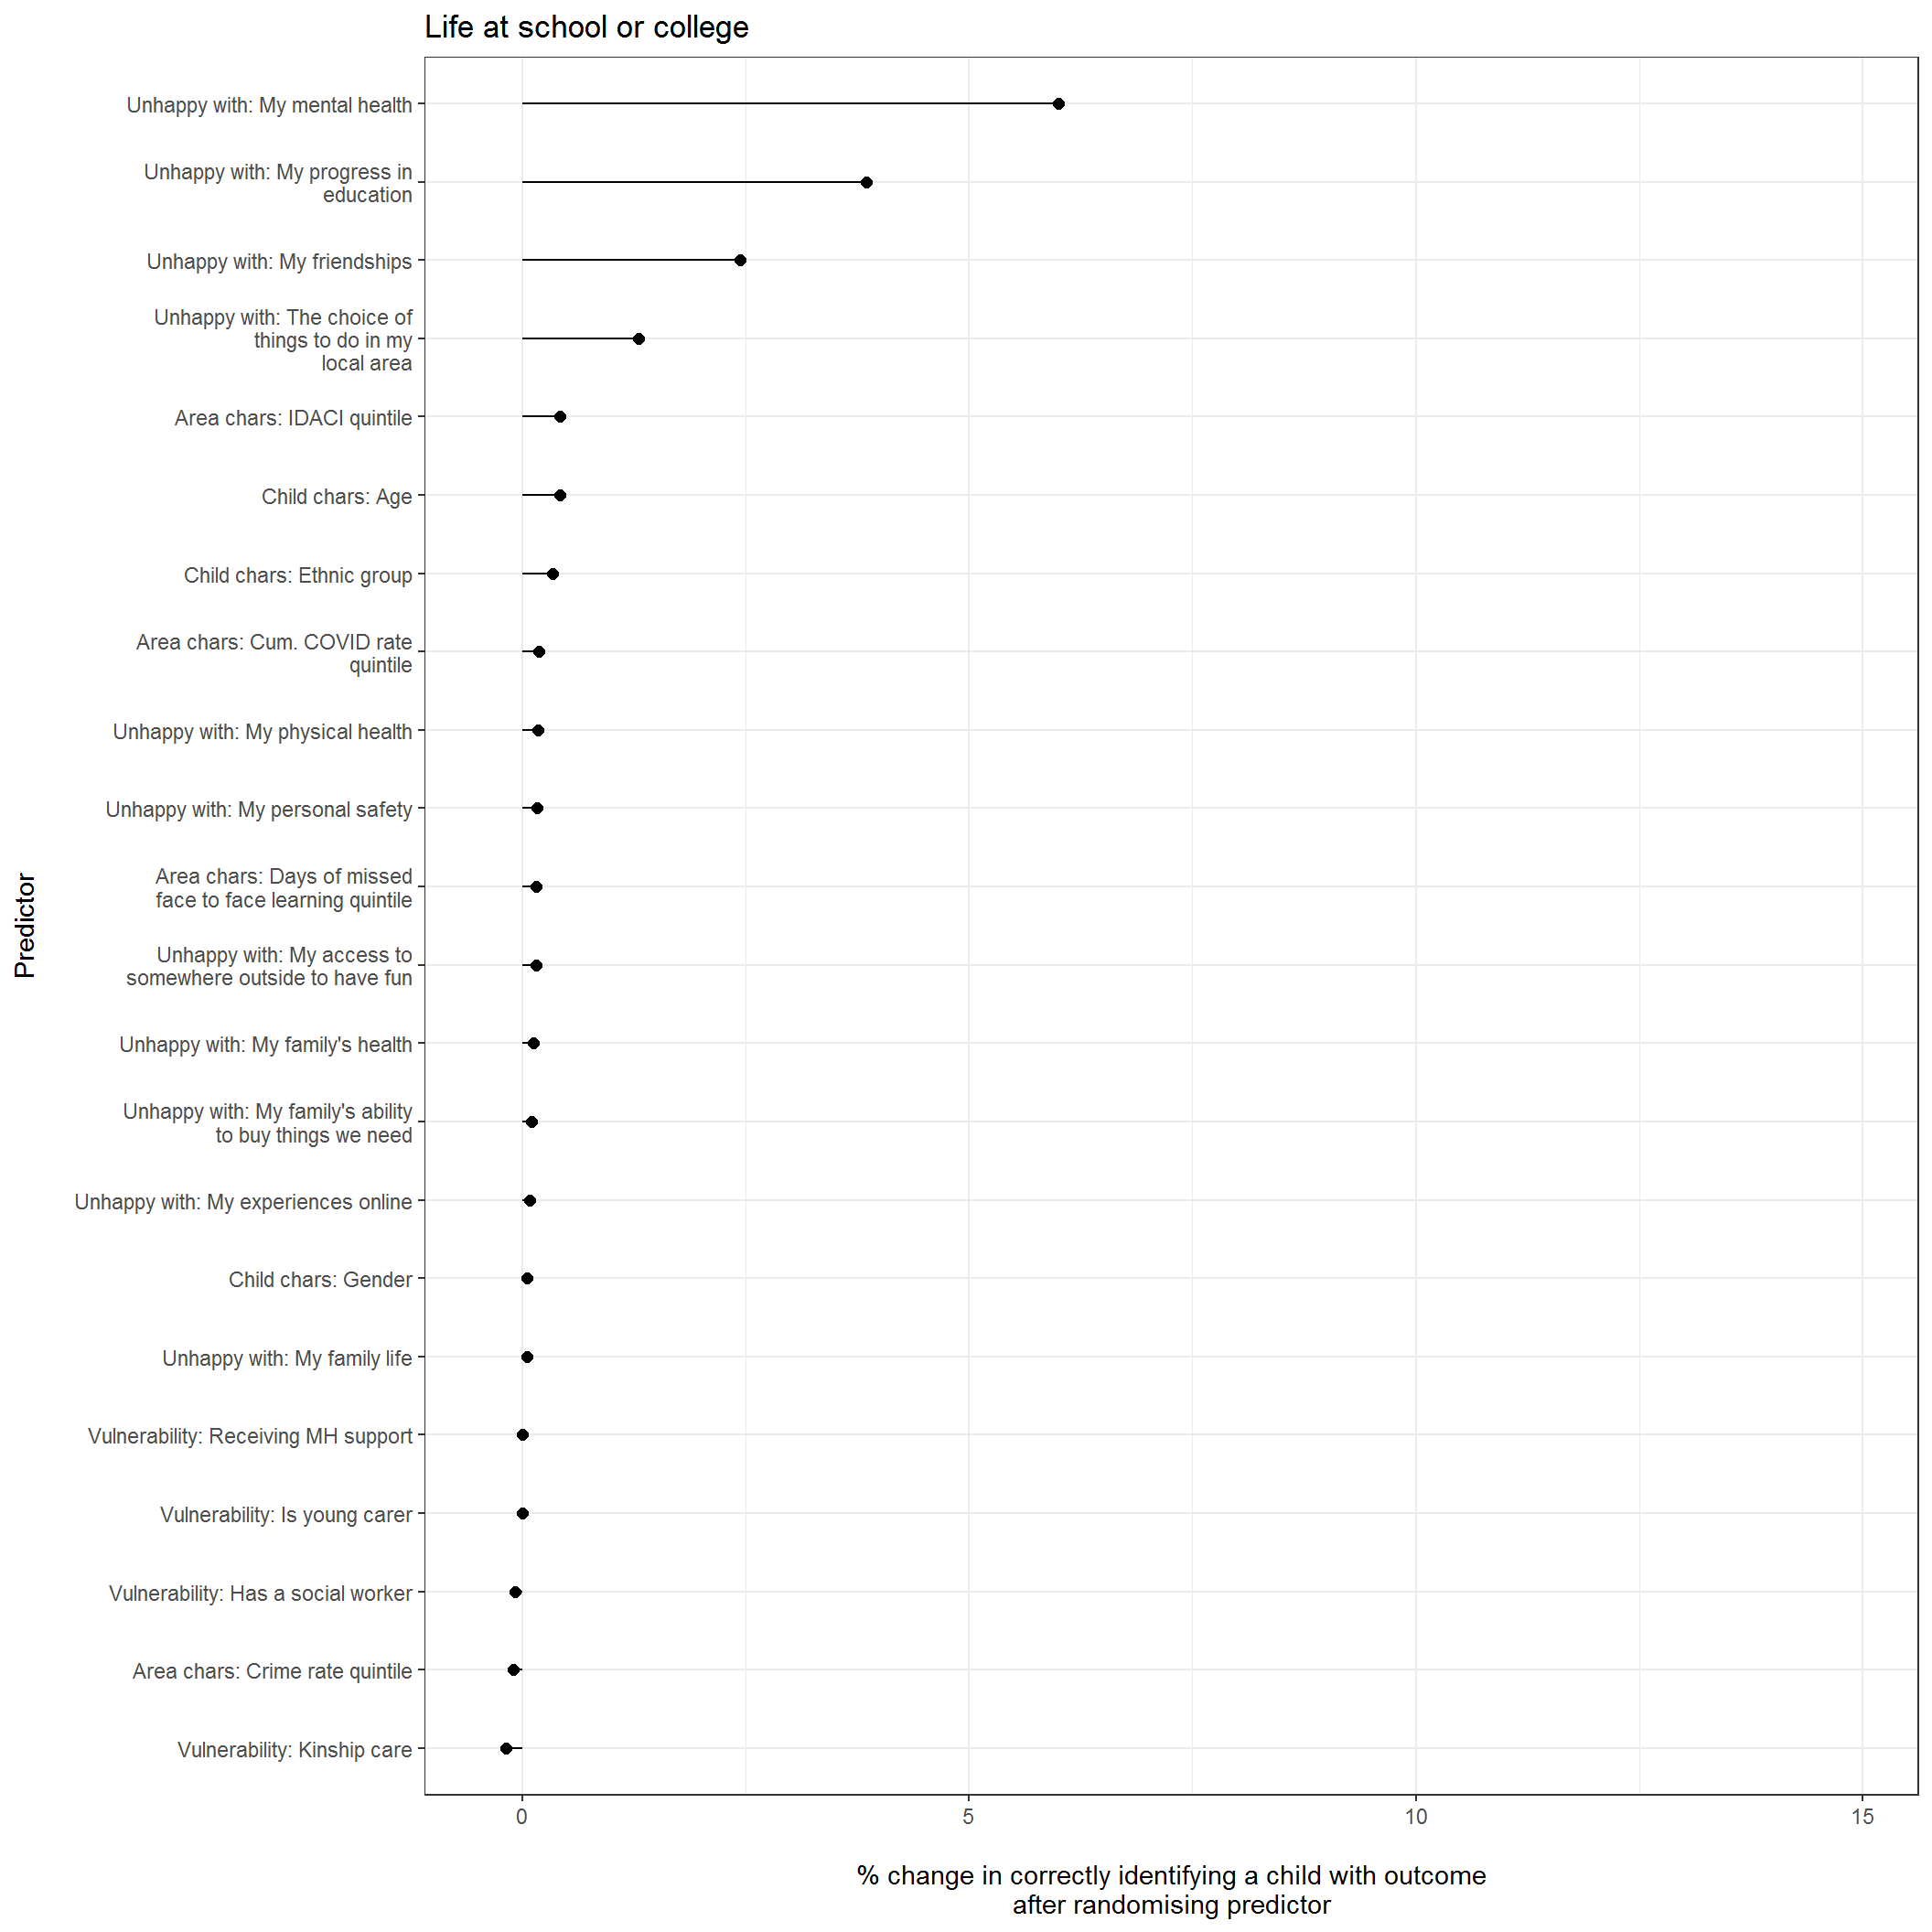 Life at school or college
Unhappy with: My mental health
Unhappy with: My progress in
education
Unhappy with: My friendships
Unhappy with: The choice of
things to do in my
local area
Area chars: IDACI quintile
Child chars: Age
Child chars: Ethnic group
Area chars: Cum. COVID rate
quintile
Unhappy with: My physical health
Unhappy with: My personal safety
Area chars: Days of missed
face to face learning quintile
Unhappy with: My access to
somewhere outside to have fun
Unhappy with: My family's health
Unhappy with: My family's ability
to buy things we need
Unhappy with: My experiences online
Child chars: Gender
Unhappy with: My family life
Vulnerability: Receiving MH support
Vulnerability: Is young carer
Vulnerability: Has a social worker
Area chars: Crime rate quintile
Vulnerability: Kinship care
Predictor
0 5 10 15
% change in correctly identifying a child with outcome
after randomising predictor